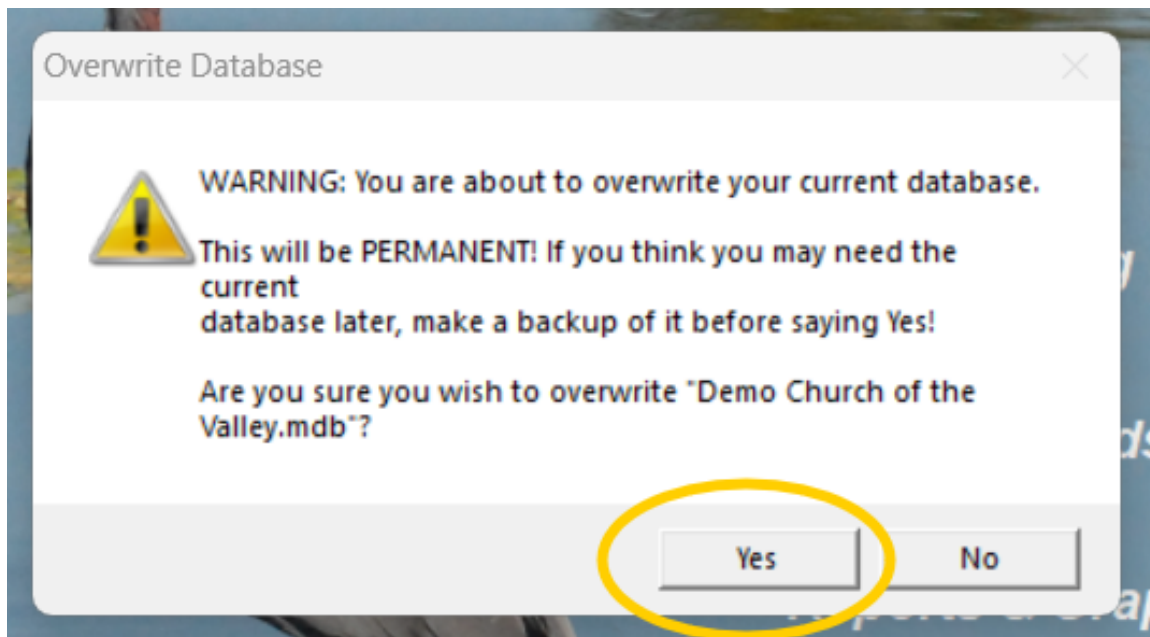 Overwrite Database
WARNING: You are about to overwrite your current database.
This will be PERMANENT! If you think you may need the
current
database later, make a backup of it before saying Yes!
Are you sure you wish to overwrite "Demo Church of the
Valley.mdb"?
Yes
No